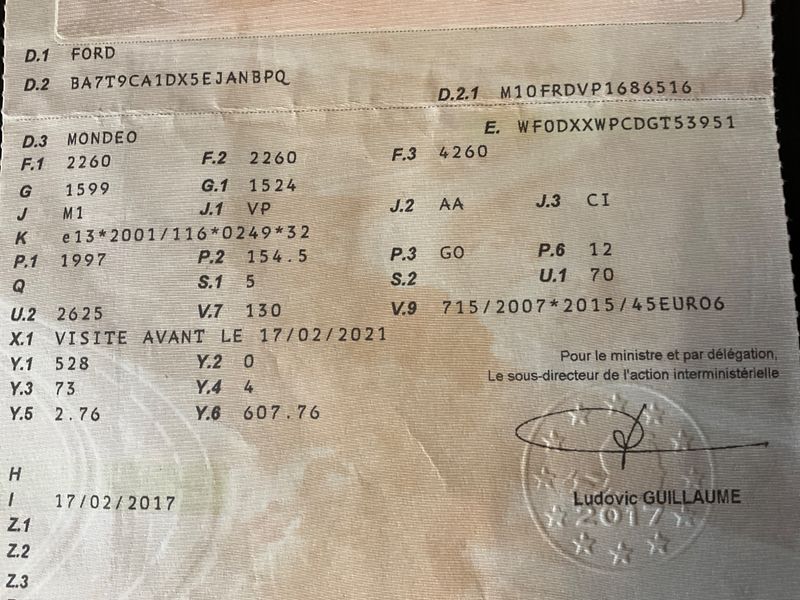 D.1 FORD
D.2 BA7T9CA1DX5EJANBPQ
D.2.1 M10FRDVP1686516
D.3 MONDEO
E. WF0DXXWPCDGT53951
F.1 2260 F.2 2260 F.3 4260
G 1599 G.1 1524
J M1 J.1 VP J.2 AA J.3 CI
K e13*2001/116*0249*32
P.1 1997 P.2 154.5 P.3 GO P.6 12
Q S.1 5 S.2 U.1 70
U.2 2625 V.7 130 V.9 715/2007*2015/45EURO6
X.1 VISITE AVANT LE 17/02/2021
Y.1 528 Y.2 0
Y.3 73 Y.4 4
Y.5 2.76 Y.6 607.76
Pour le ministre et par délégation,
Le sous-directeur de l'action interministérielle
H
I 17/02/2017
Ludovic GUILLAUME
2017
Z.1
Z.2
Z.3